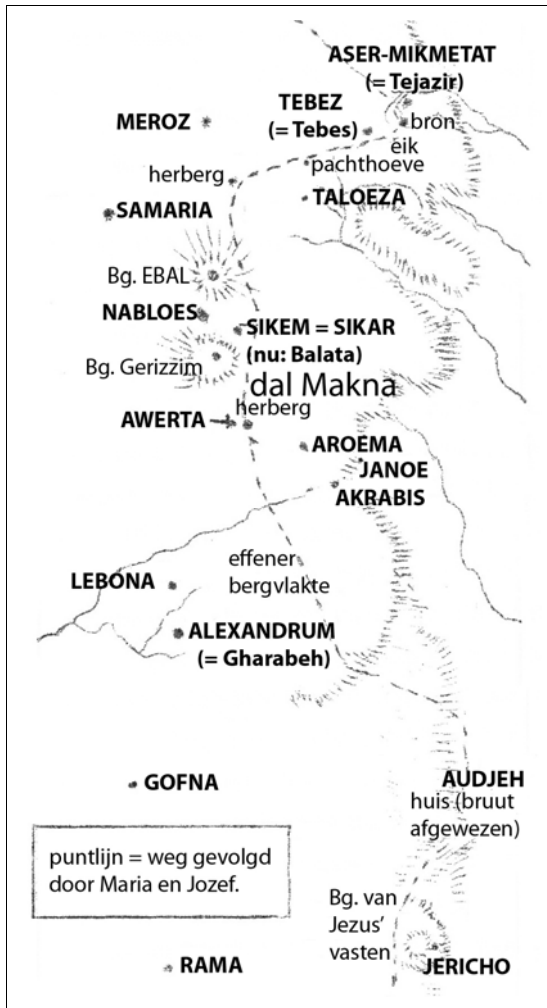 ASER-MIKMETAT
(= Tejazir)
TEBEZ
(= Tebes)
MEROZ
bron
eik
pachthoeve
herberg
TALOEZA
SAMARIA
Bg. EBAL
NABLOES
SIKEM = SIKAR
(nu: Balata)
Bg. Gerizzim
dal Makna
herberg
AWERTA
AROEMA
JANOE
AKRABIS
effener
bergvlakte
LEBONA
ALEXANDRUM
(= Gharabeh)
GOFNA
AUDJEH
huis (bruut
afgewezen)
puntlijn = weg gevolgd
door Maria en Jozef.
Bg. van
Jezus'
vasten
RAMA
JERICHO